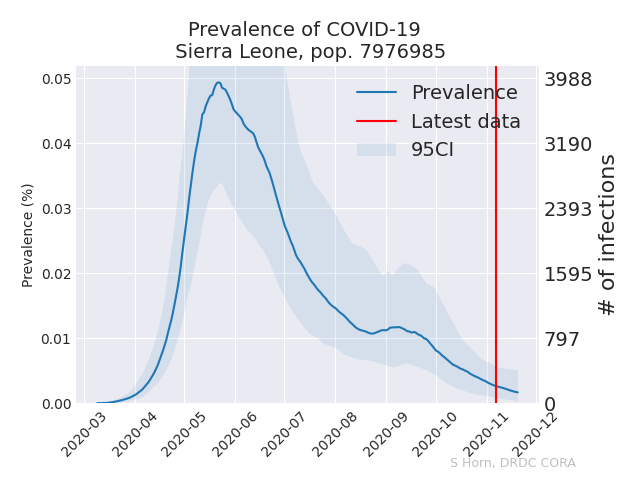 Prevalence of COVID-19
Sierra Leone, pop. 7976985
Prevalence
Latest data
95CI
0.05
0.04
0.03
0.02
0.01
0.00
Prevalence (%)
3988
3190
2393
1595
797
0
# of infections
2020-03
2020-04
2020-05
2020-06
2020-07
2020-08
2020-09
2020-10
2020-11
2020-12
S Horn, DRDC CORA